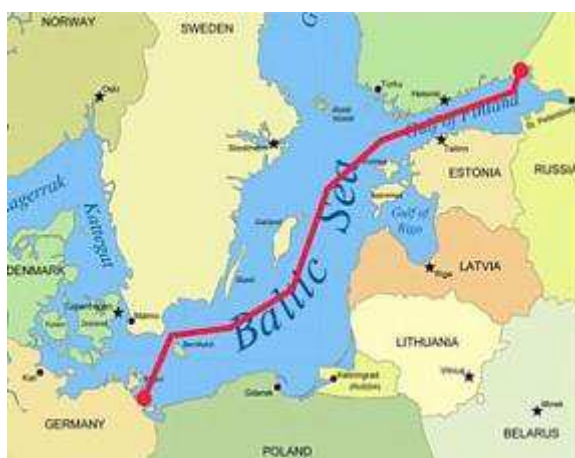 NORWAY
SWEDEN
G
Oslo
Turku
Helsinki
Gulf of Finland
St. Petersburg
Stockholm
Tallinn
ESTONIA
RUSSIA
Skagerrak
Kattegat
Gotland
Gulf of
Riga
Baltic Sea
Riga
LATVIA
DENMARK
Copenhagen
Malmö
Bornholm
LITHUANIA
Vilnius
Kaliningrad
(Russia)
Kiel
Gdansk
Minsk
GERMANY
POLAND
BELARUS